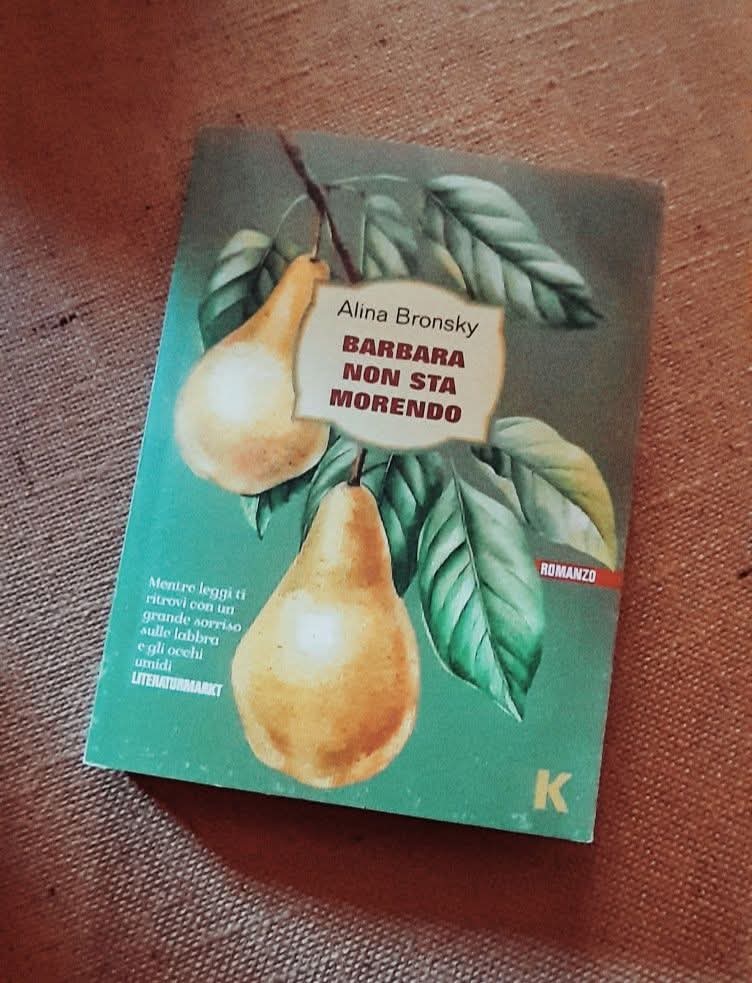 Alina Bronsky
BARBARA
NON STA
MORENDO
ROMANZO
Mentre leggi ti
ritrovi con un
grande sorriso
sulle labbra
e gli occhi
umidi
LITERATURMARKT
K